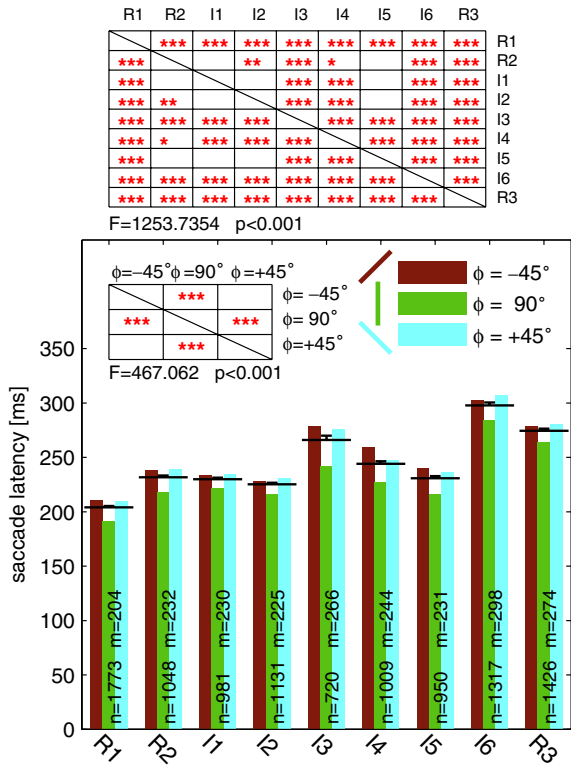 R1 R2 I1 I2 I3 I4 I5 I6 R3
*** *** *** *** *** *** *** *** R1
*** ** *** * *** *** R2
*** *** *** *** *** I1
*** ** *** *** *** *** I2
*** *** *** *** *** *** *** *** I3
*** * *** *** *** *** *** *** I4
*** *** *** *** *** I5
*** *** *** *** *** *** *** *** I6
*** *** *** *** *** *** *** *** R3
F=1253.7354 p<0.001
ϕ=−45° ϕ=90° ϕ=+45°
*** ϕ= −45°
*** *** ϕ= 90°
*** ϕ=+45°
F=467.062 p<0.001
ϕ = −45°
ϕ = 90°
ϕ = +45°
saccade latency [ms]
350
300
250
200
150
100
50
0
n=1773 m=204
n=1048 m=232
n=981 m=230
n=1131 m=225
n=720 m=266
n=1009 m=244
n=950 m=231
n=1317 m=298
n=1426 m=274
R1 R2 I1 I2 I3 I4 I5 I6 R3